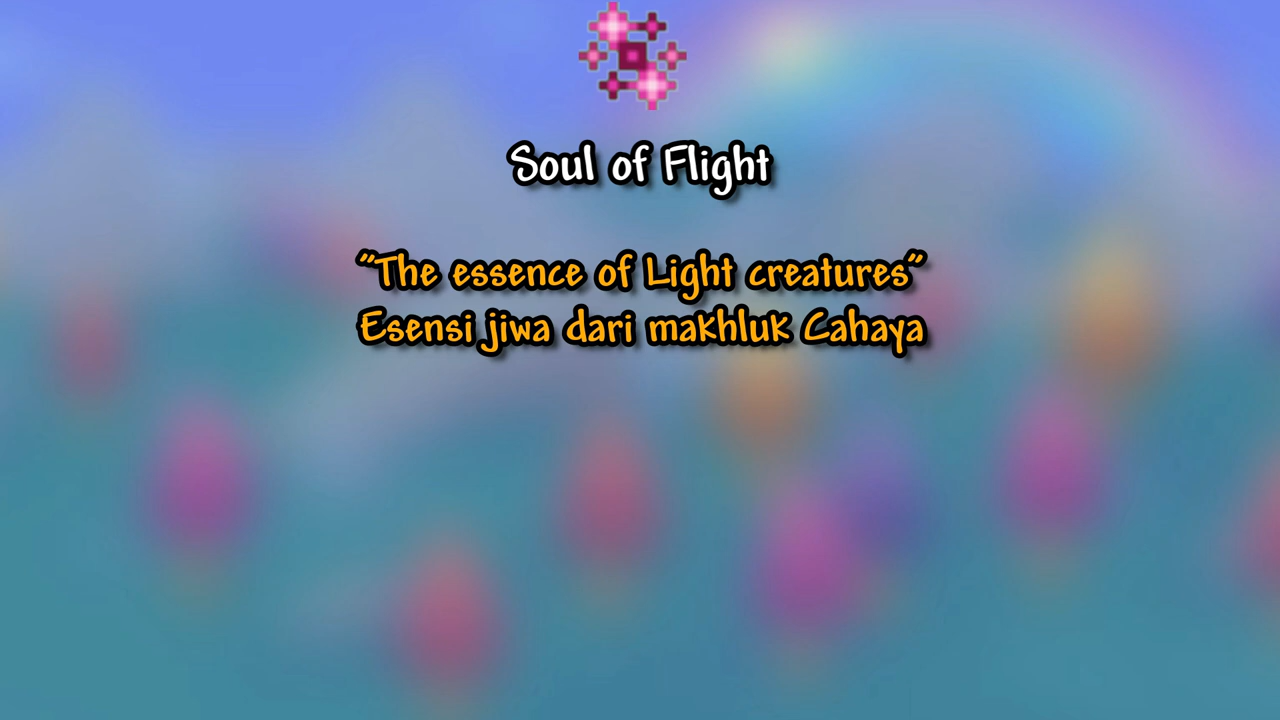 Soul of Flight
"The essence of Light creatures"
Esensi jiwa dari makhluk Cahaya